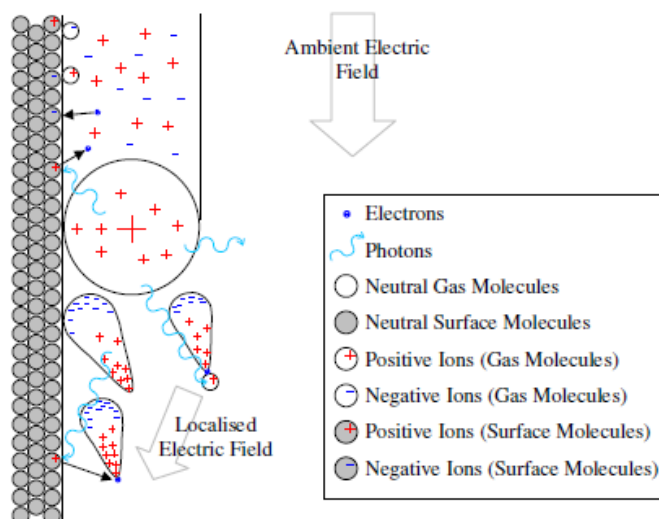 Ambient Electric
Field
Electrons
Photons
Neutral Gas Molecules
Neutral Surface Molecules
Positive Ions (Gas Molecules)
Negative Ions (Gas Molecules)
Positive Ions (Surface Molecules)
Negative Ions (Surface Molecules)
Localised
Electric Field